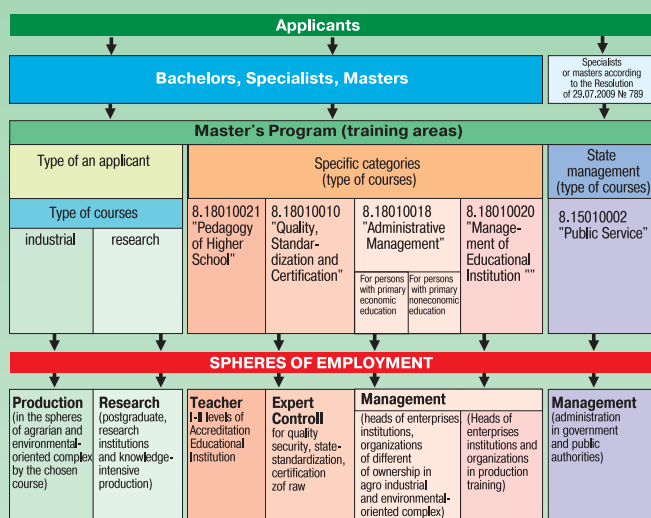 Applicants
Bachelors, Specialists, Masters
Specialists
or masters according
to the Resolution
of 29.07.2009 № 789
Master's Program (training areas)
Type of an applicant
Specific categories
(type of courses)
State
management
(type of courses)
Type of courses
industrial
research
8.18010021
"Pedagogy
of Higher
School"
8.18010010
"Quality,
Standar-
dization and
Certification"
8.18010018
"Administrative
Management"
For persons
with primary
economic
education
For persons
with primary
noneconomic
education
8.18010020
"Manage-
ment of
Educational
Institution ""
8.15010002
"Public Service"
SPHERES OF EMPLOYMENT
Production
(in the spheres
of agrarian and
environmental-
oriented complex
by the chosen
course)
Research
(postgraduate,
research
institutions
and knowledge-
intensive
production)
Teacher
I-II levels of
Accreditation
Educational
Institution
Expert
Controll
for quality
security, state-
standardization,
certification
zof raw
Management
(heads of enterprises
institutions,
organizations
of different
of ownership in
agro industrial
and environmental-
oriented complex)
(Heads of
enterprises
institutions and
organizations
in production
training)
Management
(administration
in government
and public
authorities)